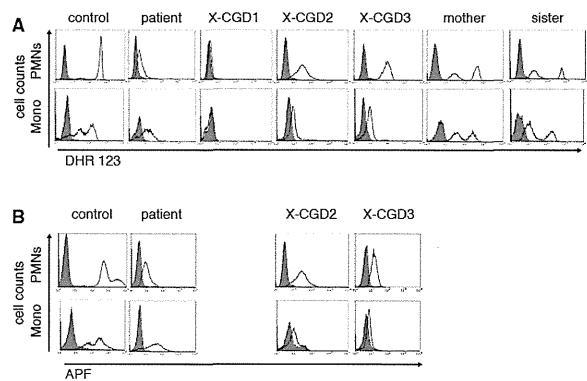 A
control patient X-CGD1 X-CGD2 X-CGD3 mother sister
cell counts
PMNs
Mono
DHR 123
B
control patient X-CGD2 X-CGD3
cell counts
PMNs
Mono
APF